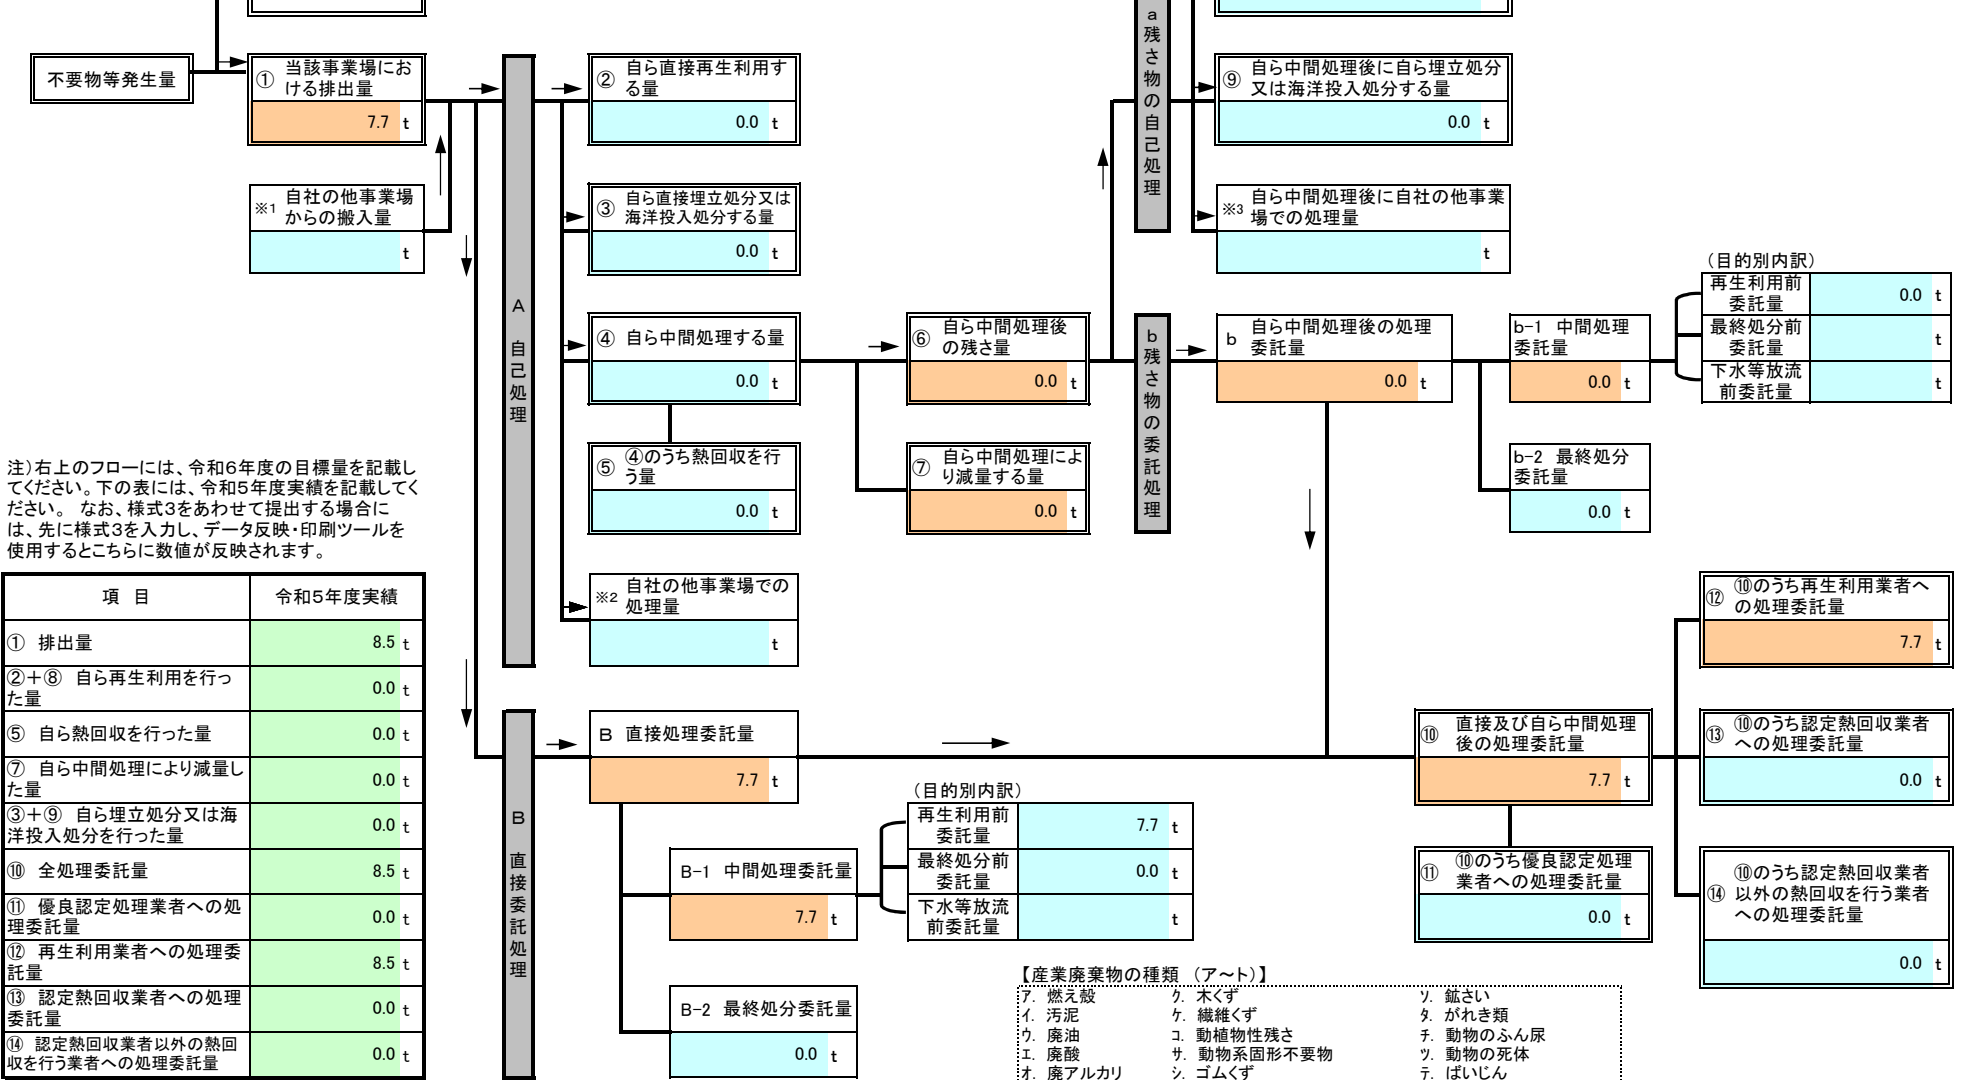 不要物等発生量
① 当該事業場にお
ける排出量
7.7 t
※1 自社の他事業場
からの搬入量
t
A 自己処理
② 自ら直接再生利用す
る量
0.0 t
③ 自ら直接埋立処分又は
海洋投入処分する量
0.0 t
④ 自ら中間処理する量
0.0 t
⑤ ④のうち熱回収を行
う量
0.0 t
※2 自社の他事業場での
処理量
t
⑥ 自ら中間処理後
の残さ量
0.0 t
⑦ 自ら中間処理によ
り減量する量
0.0 t
a 残さ物の自己処理
⑨ 自ら中間処理後に自ら埋立処分
又は海洋投入処分する量
0.0 t
※3 自ら中間処理後に自社の他事業
場での処理量
t
b 残さ物の委託処理
b 自ら中間処理後の処理
委託量
0.0 t
b-1 中間処理
委託量
0.0 t
(目的別内訳)
再生利用前
委託量
0.0 t
最終処分前
委託量
t
下水等放流
前委託量
t
b-2 最終処分
委託量
0.0 t
注)右上のフローには、令和6年度の目標量を記載し
てください。下の表には、令和5年度実績を記載してく
ださい。 なお、様式3をあわせて提出する場合に
は、先に様式3を入力し、データ反映・印刷ツールを
使用するとこちらに数値が反映されます。
項 目 令和5年度実績
① 排出量 8.5 t
②+⑧ 自ら再生利用を行っ
た量 0.0 t
⑤ 自ら熱回収を行った量 0.0 t
⑦ 自ら中間処理により減量し
た量 0.0 t
③+⑨ 自ら埋立処分又は海
洋投入処分を行った量 0.0 t
⑩ 全処理委託量 8.5 t
⑪ 優良認定処理業者への処
理委託量 0.0 t
⑫ 再生利用業者への処理委
託量 8.5 t
⑬ 認定熱回収業者への処理
委託量 0.0 t
⑭ 認定熱回収業者以外の熱回
収を行う業者への処理委託量 0.0 t
B 直接委託処理
B 直接処理委託量
7.7 t
B-1 中間処理委託量
7.7 t
(目的別内訳)
再生利用前
委託量
7.7 t
最終処分前
委託量
0.0 t
下水等放流
前委託量
t
B-2 最終処分委託量
0.0 t
⑩ 直接及び自ら中間処理
後の処理委託量
7.7 t
⑪ ⑩のうち優良認定処理
業者への処理委託量
0.0 t
⑫ ⑩のうち再生利用業者へ
の処理委託量
7.7 t
⑬ ⑩のうち認定熱回収業者
への処理委託量
0.0 t
⑭ ⑩のうち認定熱回収業者
以外の熱回収を行う業者
への処理委託量
0.0 t
【産業廃棄物の種類 (ア~ト)】
ア. 燃え殻 ク. 木くず ソ. 鉱さい
イ. 汚泥 ケ. 繊維くず タ. がれき類
ウ. 廃油 コ. 動植物性残さ チ. 動物のふん尿
エ. 廃酸 サ. 動物系固形不要物 ツ. 動物の死体
オ. 廃アルカリ シ. ゴムくず テ. ばいじん